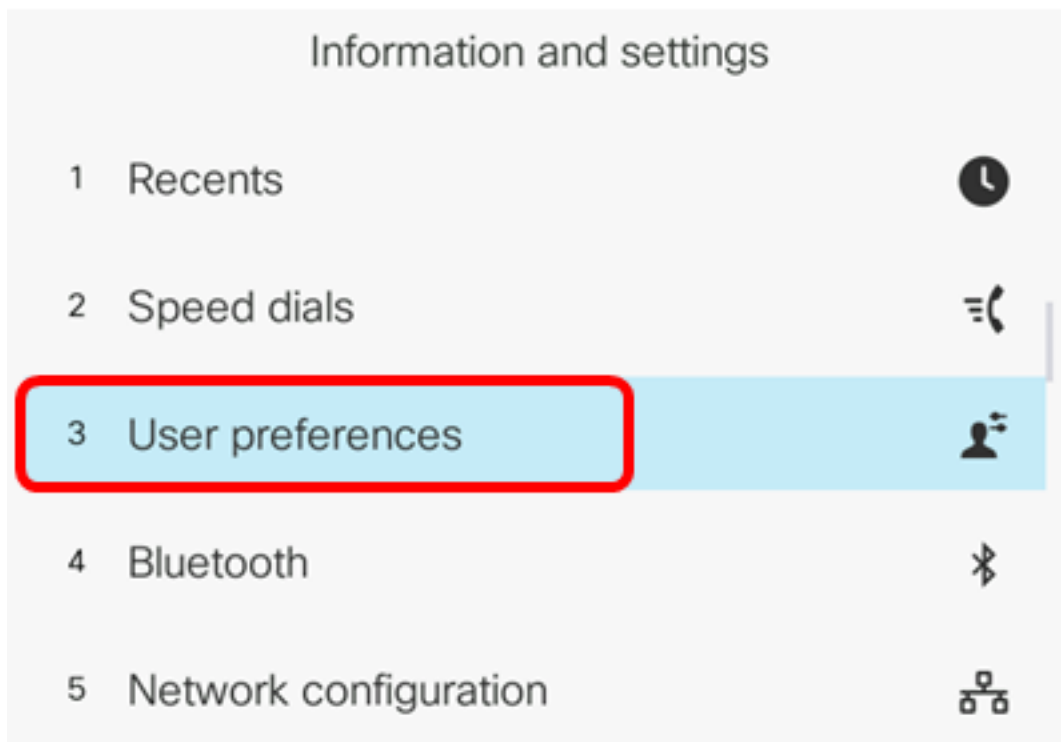 Information and settings
1 Recents
2 Speed dials
3 User preferences
4 Bluetooth
5 Network configuration